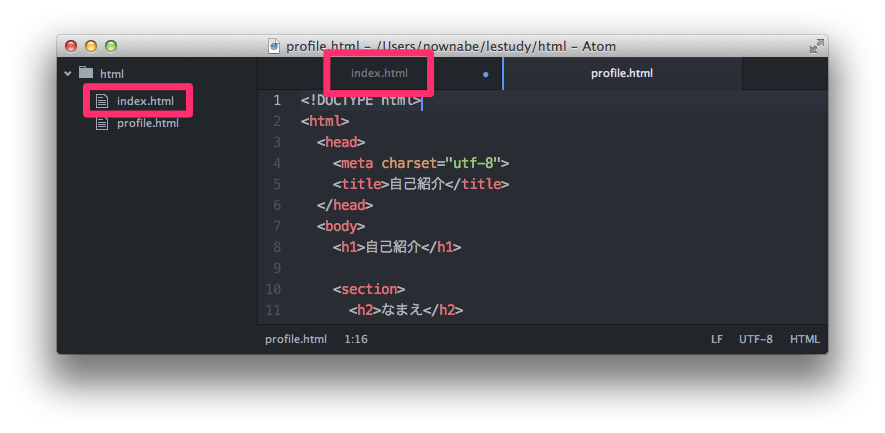 profile.html – /Users/nownabe/lestudy/html – Atom
html
index.html
profile.html
index.html
profile.html
1 <!DOCTYPE html>
2 <html>
3 <head>
4 <meta charset="utf-8">
5 <title>自己紹介</title>
6 </head>
7 <body>
8 <h1>自己紹介</h1>
9
10 <section>
11 <h2>なまえ</h2>
profile.html 1:16 LF UTF-8 HTML